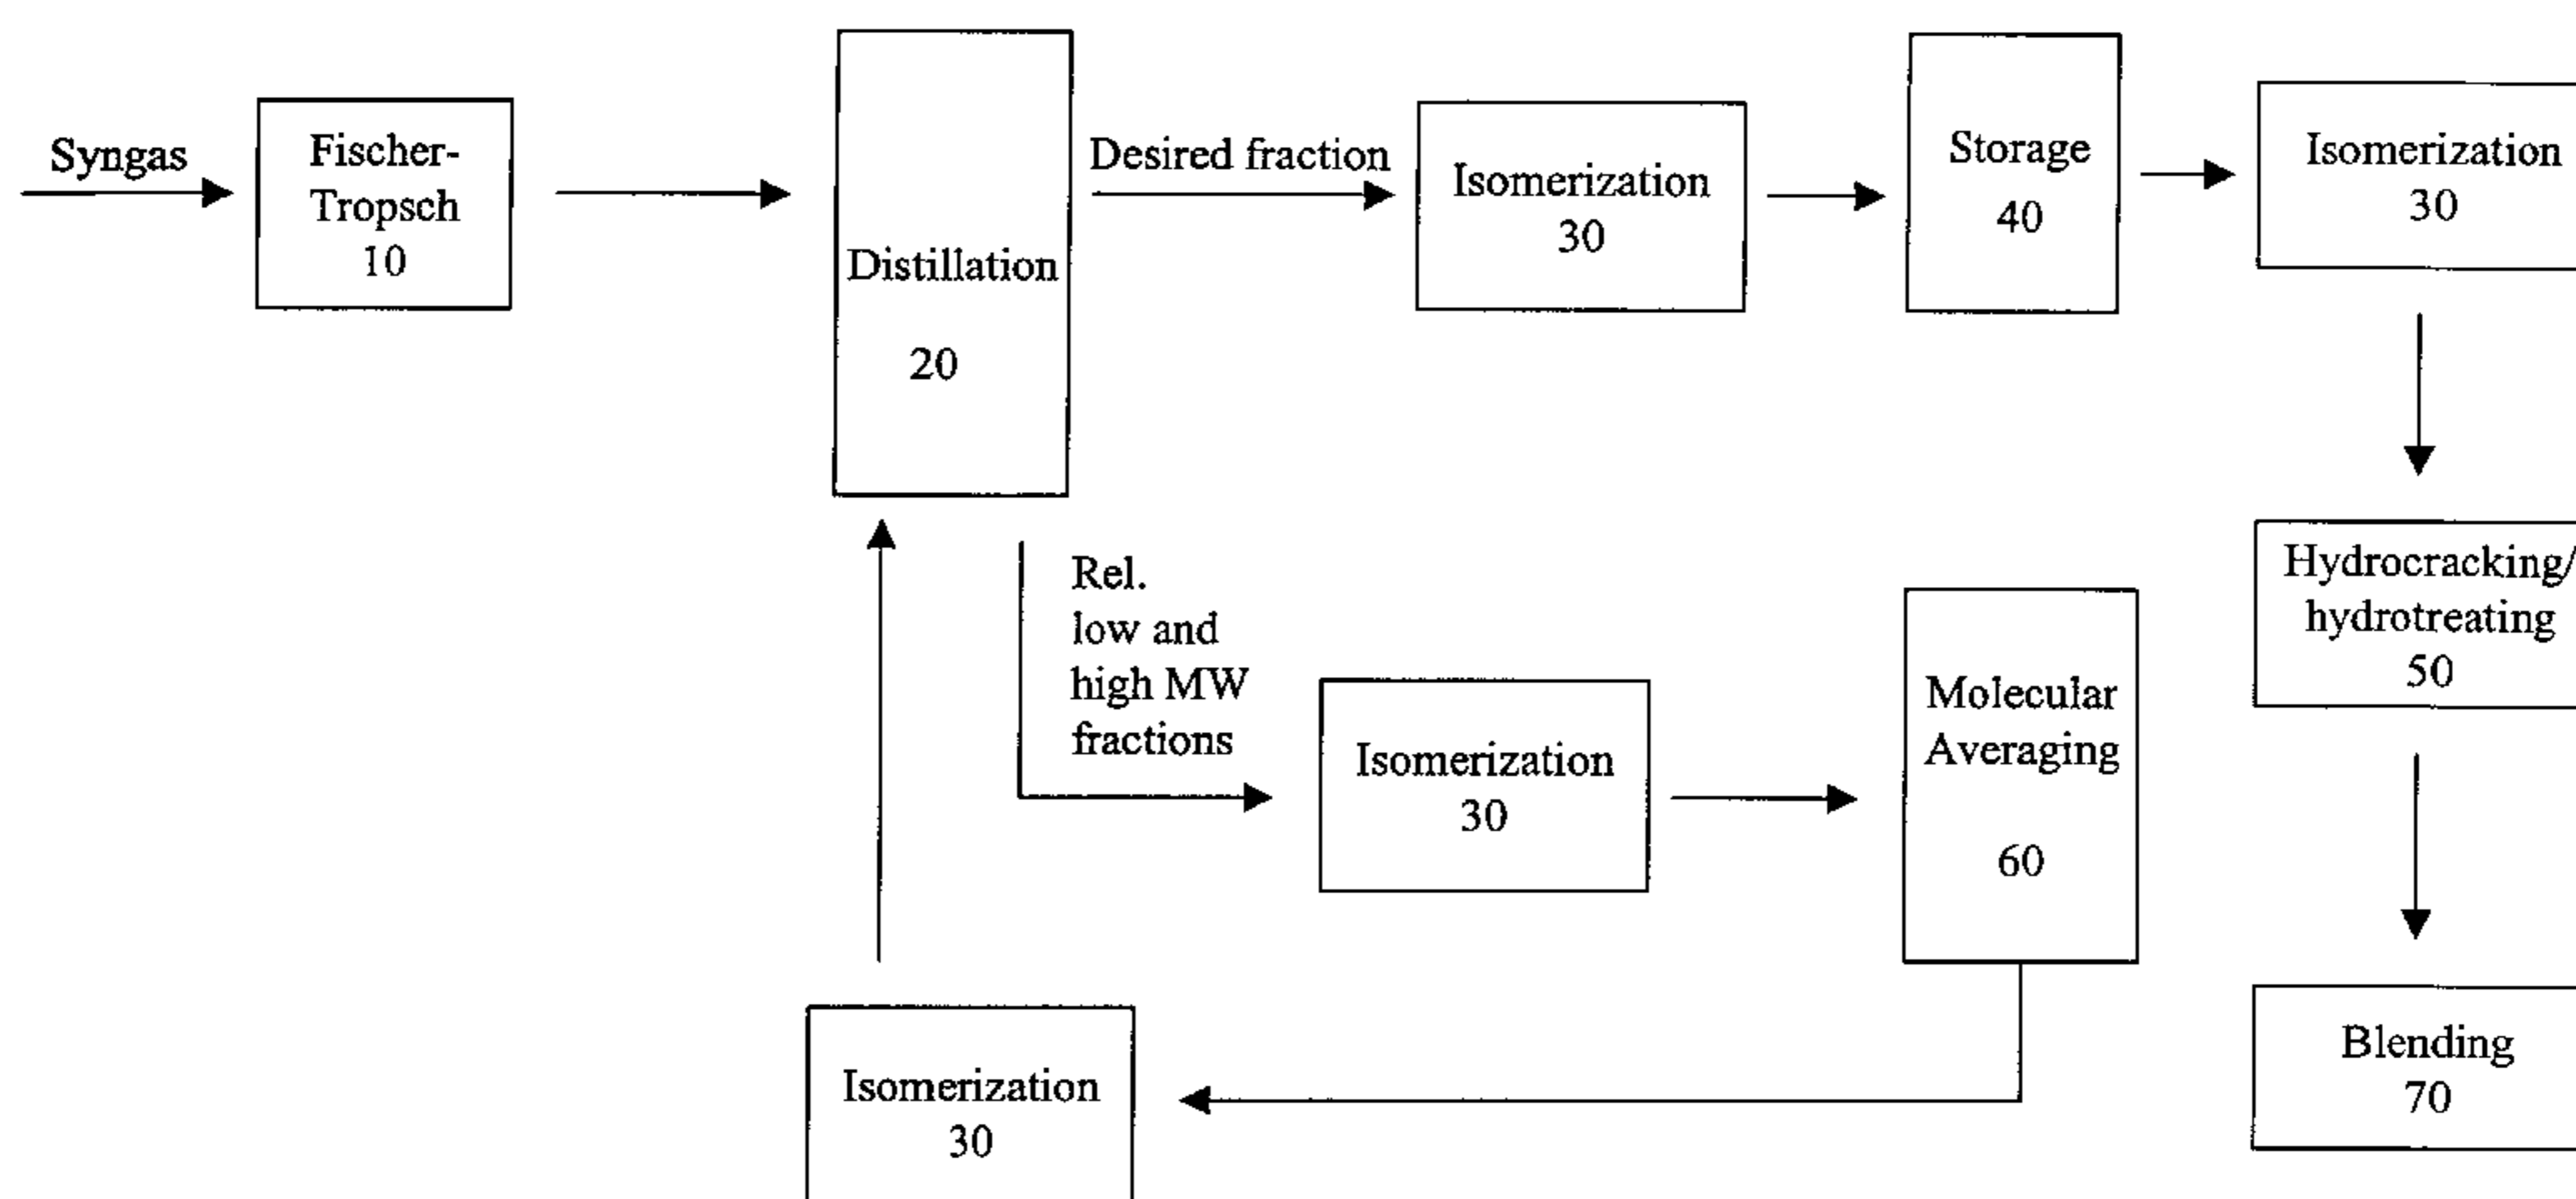 Syngas
Fischer-
Tropsch
10
Distillation
20
Desired fraction
Isomerization
30
Storage
40
Isomerization
30
Hydrocracking/
hydrotreating
50
Blending
70
Rel.
low and
high MW
fractions
Isomerization
30
Molecular
Averaging
60
Isomerization
30